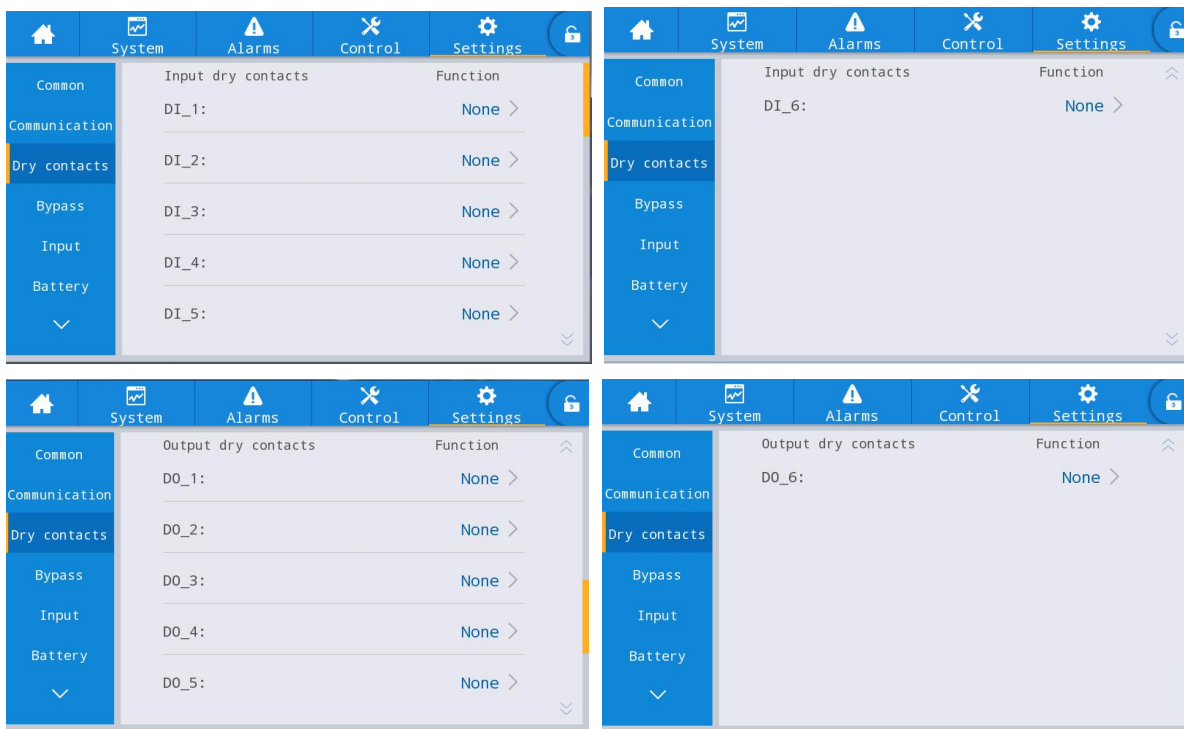 System Alarms Control Settings
Common
Communication
Dry contacts
Bypass
Input
Battery
Input dry contacts Function
DI_1: None
DI_2: None
DI_3: None
DI_4: None
DI_5: None
System Alarms Control Settings
Common
Communication
Dry contacts
Bypass
Input
Battery
Input dry contacts Function
DI_6: None
System Alarms Control Settings
Common
Communication
Dry contacts
Bypass
Input
Battery
Output dry contacts Function
DO_1: None
DO_2: None
DO_3: None
DO_4: None
DO_5: None
System Alarms Control Settings
Common
Communication
Dry contacts
Bypass
Input
Battery
Output dry contacts Function
DO_6: None